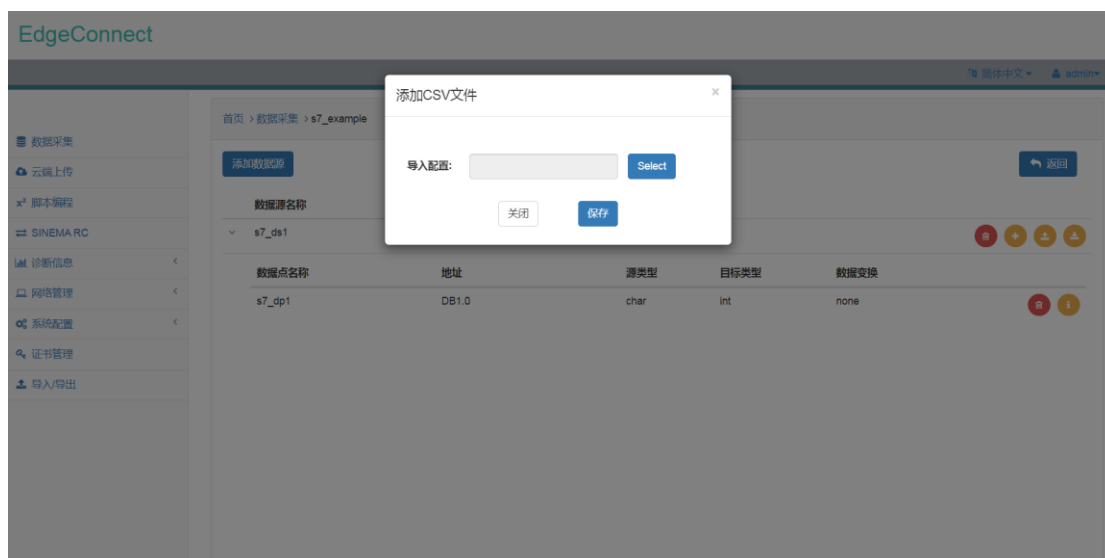 EdgeConnect
简体中文 admin
添加CSV文件 ×
首页 › 数据采集 › s7_example
数据采集
添加数据源 导入配置: Select 返回
云端上传
x² 脚本编程
数据源名称
关闭 保存
SINEMA RC
s7_ds1
诊断信息
数据点名称 地址 源类型 目标类型 数据变换
网络管理
s7_dp1 DB1.0 char int none
系统配置
证书管理
导入/导出